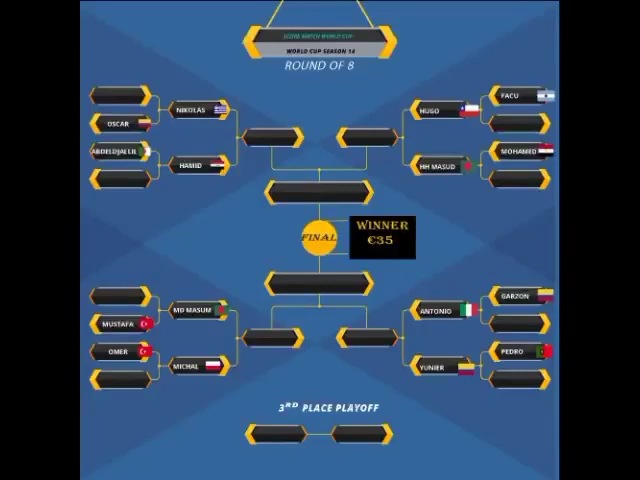 WORLD CUP SEASON 14
ROUND OF 8
NIKOLAS
OSCAR
ABDELDJALLIL
HAMID
HUGO
FACU
HH MASUD
MOHAMED
FINAL
WINNER
€35
MD MASUM
MUSTAFA
OMER
MICHAL
ANTONIO
GARZON
YUNIER
PEDRO
3RD PLACE PLAYOFF